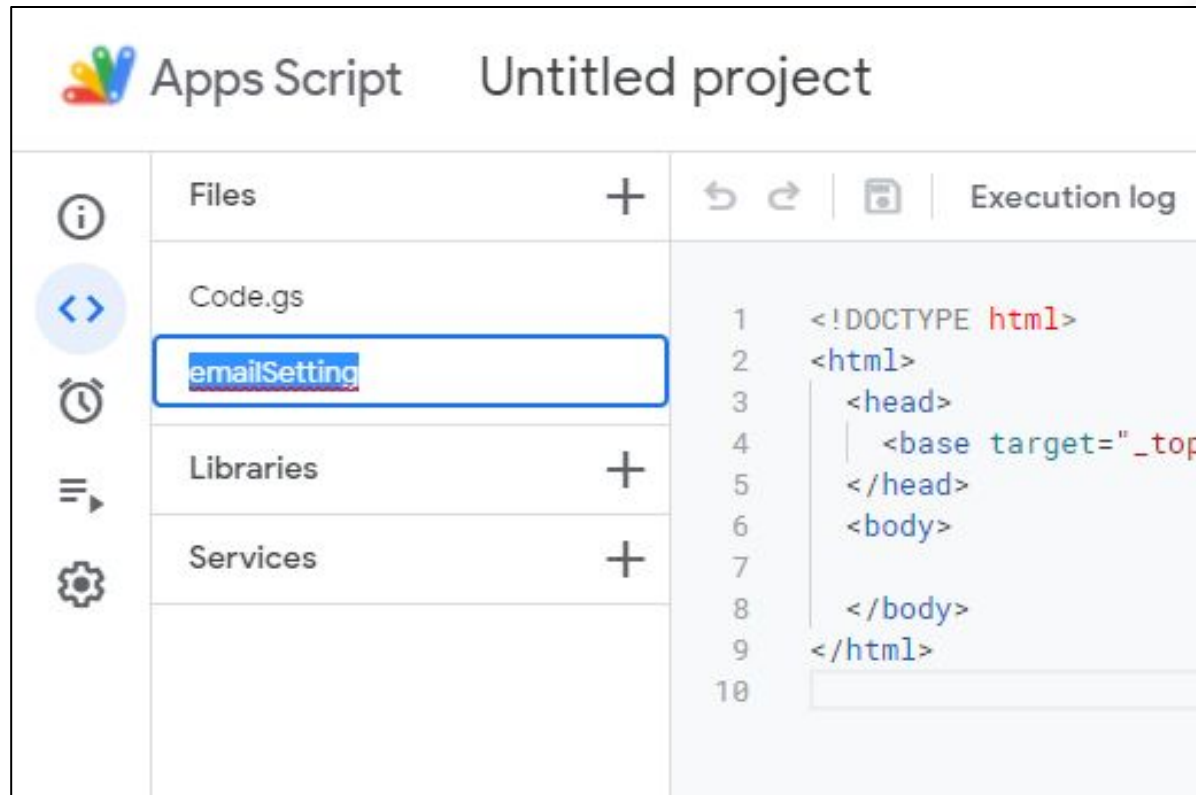 Apps Script Untitled project
Files
Execution log
Code.gs
emailSetting
Libraries
Services
1 <!DOCTYPE html>
2 <html>
3 <head>
4 <base target="_top
5 </head>
6 <body>
7
8 </body>
9 </html>
10